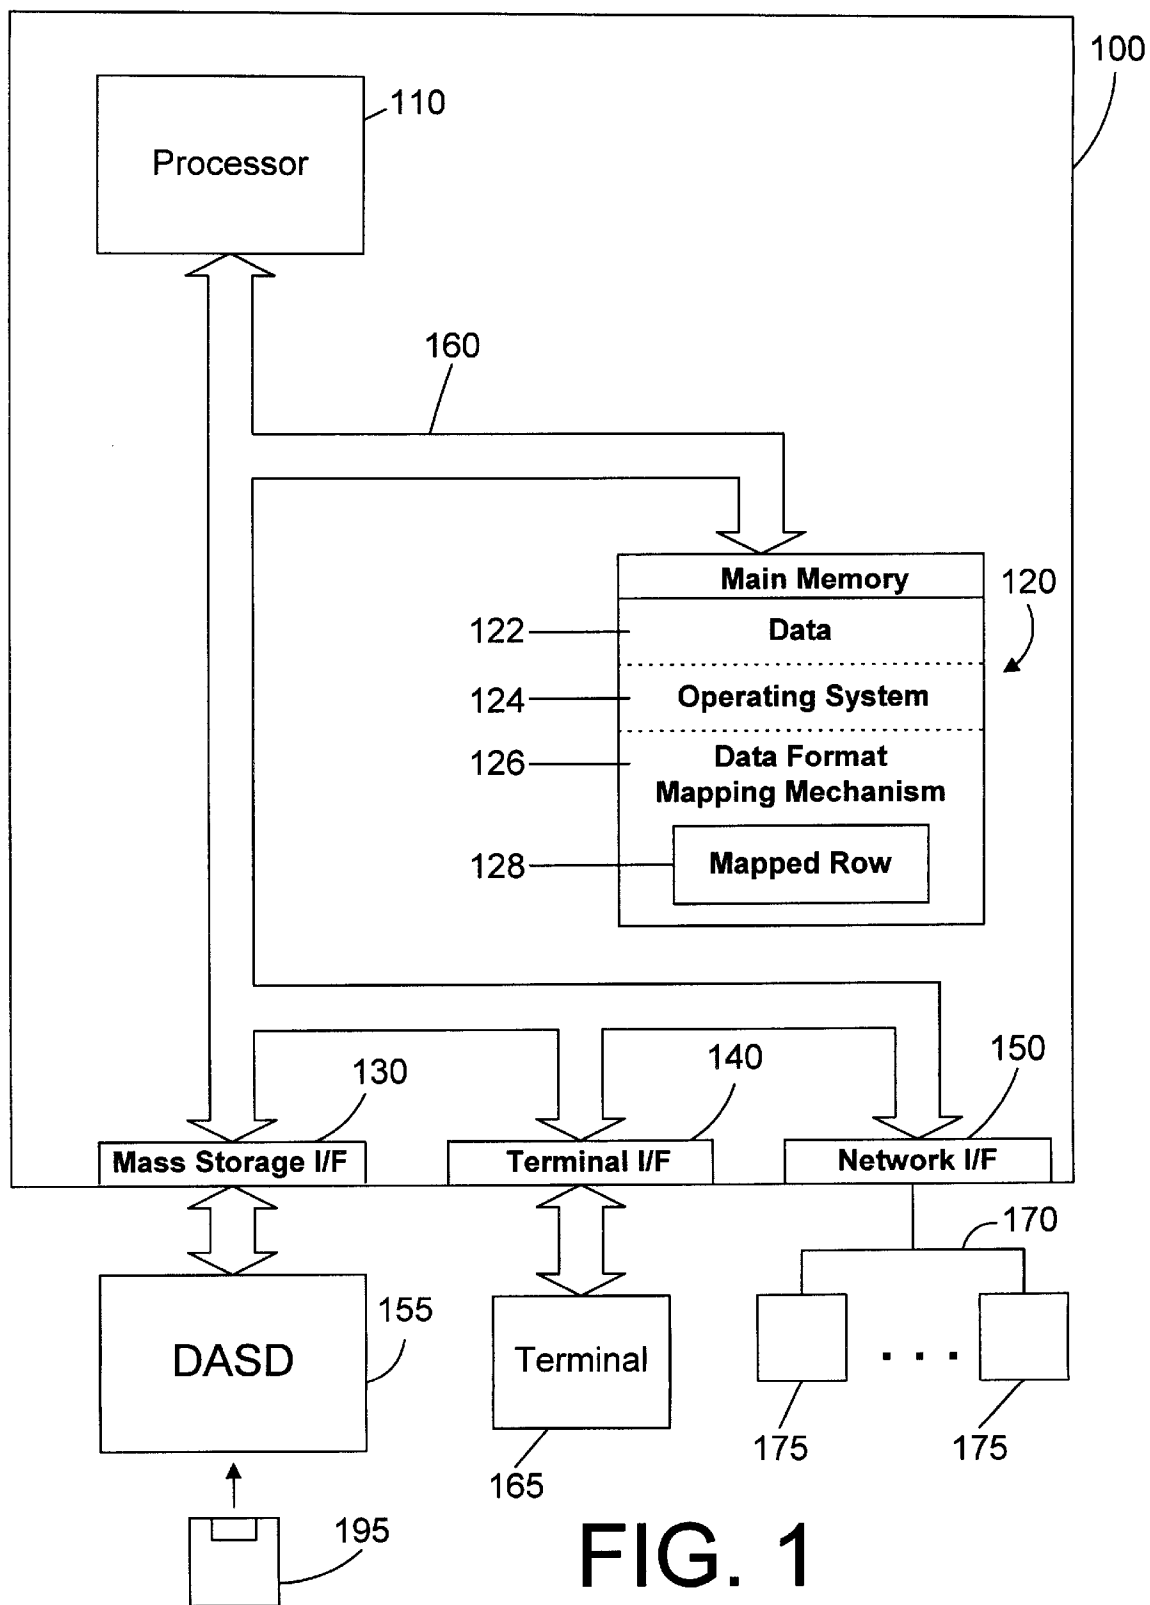 100
110
Processor
160
Main Memory
120
122
Data
124
Operating System
126
Data Format
Mapping Mechanism
128
Mapped Row
130
140
150
Mass Storage I/F
Terminal I/F
Network I/F
170
155
DASD
Terminal
165
175
. . .
175
195
FIG. 1